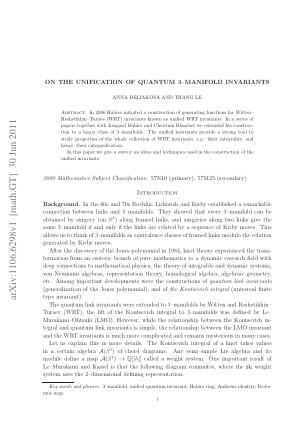 ON THE UNIFICATION OF QUANTUM 3–MANIFOLD INVARIANTS
ANNA BELIAKOVA AND THANG LE
Abstract. In 2006 Habiro initiated a construction of generating functions for Witten–
Reshetikhin–Turaev (WRT) invariants known as unified WRT invariants. In a series of
papers together with Irmgard Bühler and Christian Blanchet we extended his construc-
tion to a larger class of 3–manifolds. The unified invariants provide a strong tool to
study properties of the whole collection of WRT invariants, e.g. their integrality, and
hence, their categorification.
In this paper we give a survey on ideas and techniques used in the construction of the
unified invariants.
2000 Mathematics Subject Classification: 57N10 (primary), 57M25 (secondary)
Introduction
Background. In the 60s and 70s Rochlin, Lickorish and Kirby established a remarkable
connection between links and 3–manifolds. They showed that every 3–manifold can be
obtained by surgery (on S³) along framed links, and surgeries along two links give the
same 3–manifold if and only if the links are related by a sequence of Kirby moves. This
allows us to think of 3–manifolds as equivalence classes of framed links modulo the relation
generated by Kirby moves.
After the discovery of the Jones polynomial in 1984, knot theory experienced the trans-
formation from an esoteric branch of pure mathematics to a dynamic research field with
deep connections to mathematical physics, the theory of integrable and dynamic systems,
von Neumann algebras, representation theory, homological algebra, algebraic geometry,
etc. Among important developments were the constructions of quantum link invariants
(generalization of the Jones polynomial), and of the Kontsevich integral (universal finite
type invariant).
The quantum link invariants were extended to 3–manifolds by Witten and Reshetikhin–
Turaev (WRT), the lift of the Kontsevich integral to 3–manifolds was defined by Le–
Murakami–Ohtsuki (LMO). However, while the relationship between the Kontsevich in-
tegral and quantum link invariants is simple, the relationship between the LMO invariant
and the WRT invariants is much more complicated and remains mysterious in many cases.
Let us explain this in more details. The Kontsevich integral of a knot takes values
in a certain algebra A(S¹) of chord diagrams. Any semi–simple Lie algebra and its
module define a map A(S¹) → Q[[h]] called a weight system. One important result of
Le–Murakami and Kassel is that the following diagram commutes, where the sl₂ weight
system uses the 2–dimensional defining representation.
Key words and phrases. 3–manifold, unified quantum invariant, Habiro ring, Andrews identity, Frobe-
nius map.
1
arXiv:1106.6298v1 [math.GT] 30 Jun 2011